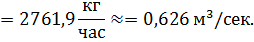 = 2761,9 кг/час ≈= 0,626 м³/сек.